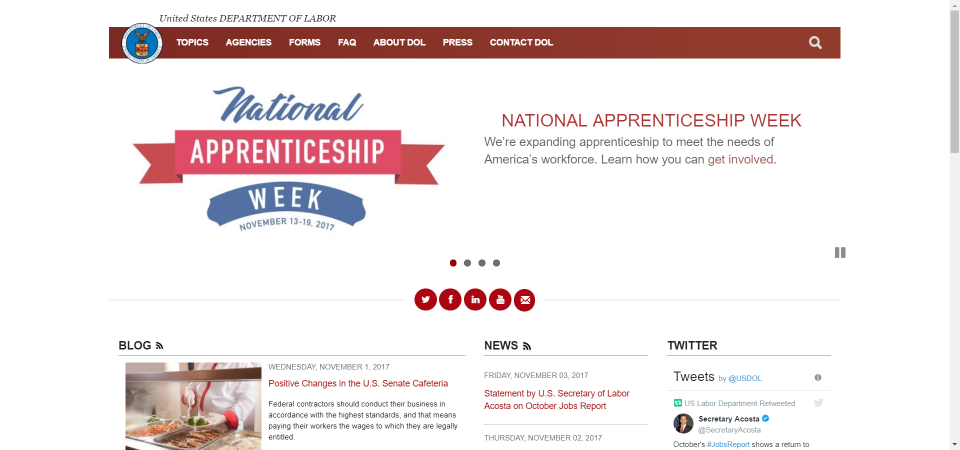 United States DEPARTMENT OF LABOR
TOPICS AGENCIES FORMS FAQ ABOUT DOL PRESS CONTACT DOL
National
APPRENTICESHIP
WEEK
NOVEMBER 13-19, 2017
NATIONAL APPRENTICESHIP WEEK
We're expanding apprenticeship to meet the needs of
America's workforce. Learn how you can get involved.
BLOG
WEDNESDAY, NOVEMBER 1, 2017
Positive Changes in the U.S. Senate Cafeteria
Federal contractors should conduct their business in
accordance with the highest standards, and that means
paying their workers the wages to which they are legally
entitled.
NEWS
FRIDAY, NOVEMBER 03, 2017
Statement by U.S. Secretary of Labor
Acosta on October Jobs Report
THURSDAY, NOVEMBER 02, 2017
TWITTER
Tweets by @USDOL
US Labor Department Retweeted
Secretary Acosta
@SecretaryAcosta
October's #JobsReport shows a return to